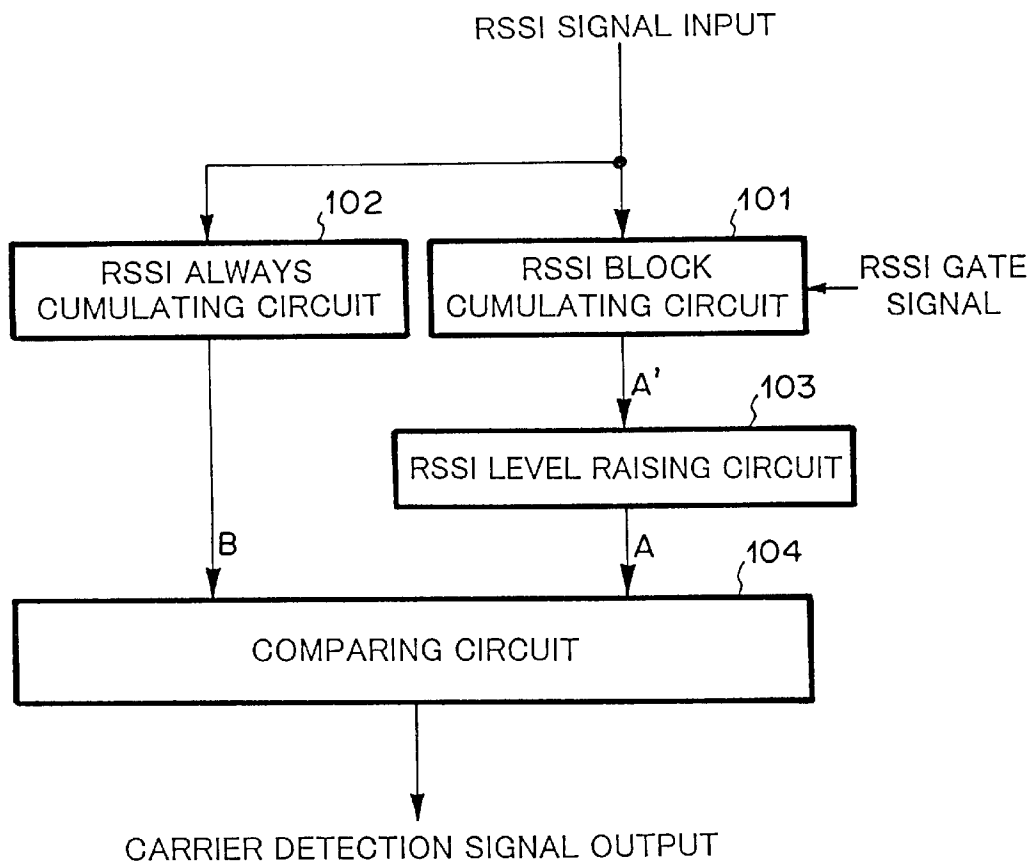 RSSI SIGNAL INPUT
102
101
RSSI ALWAYS
CUMULATING CIRCUIT
RSSI BLOCK
CUMULATING CIRCUIT
RSSI GATE
SIGNAL
A'
103
RSSI LEVEL RAISING CIRCUIT
B
A
104
COMPARING CIRCUIT
CARRIER DETECTION SIGNAL OUTPUT